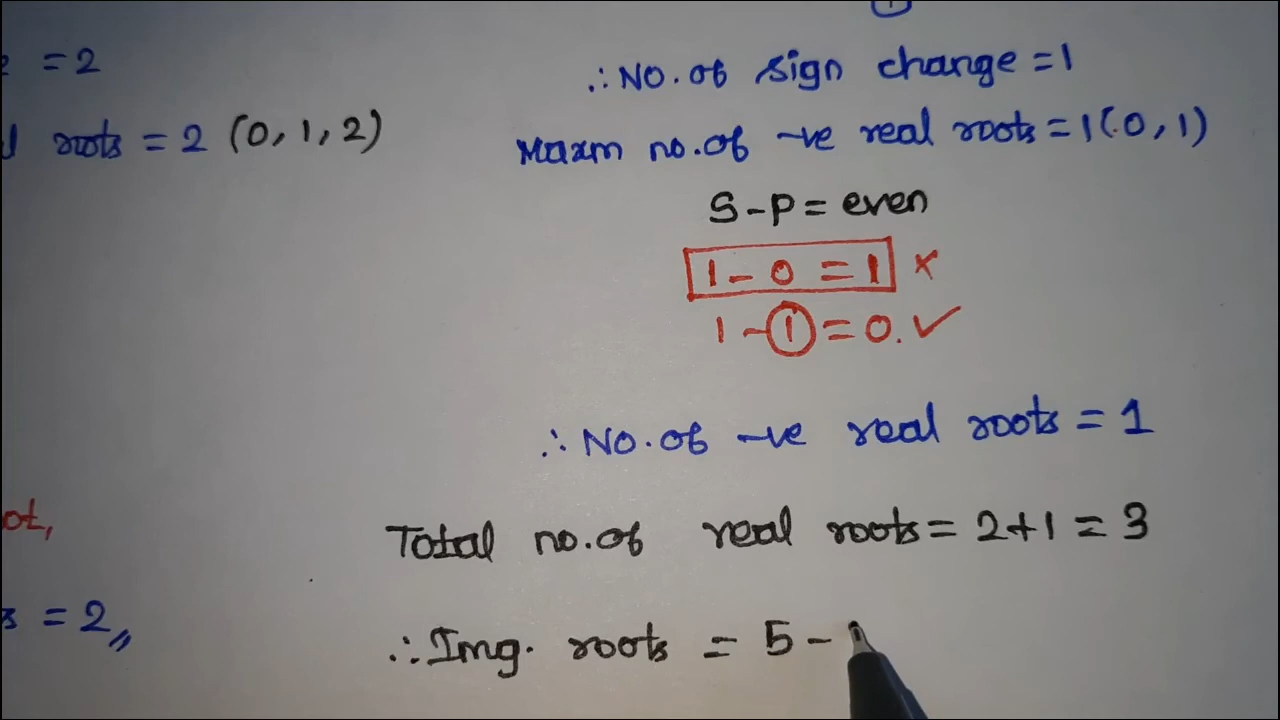 = 2
roots = 2 (0, 1, 2)
ot,
= 2,,
∴ No. of sign change = 1
Maxm no. of -ve real roots = 1 (0, 1)
S - P = even
1 - 0 = 1 ×
1 - 1 = 0. ✓
∴ No. of -ve real roots = 1
Total no. of real roots = 2 + 1 = 3
∴ Img. roots = 5 -